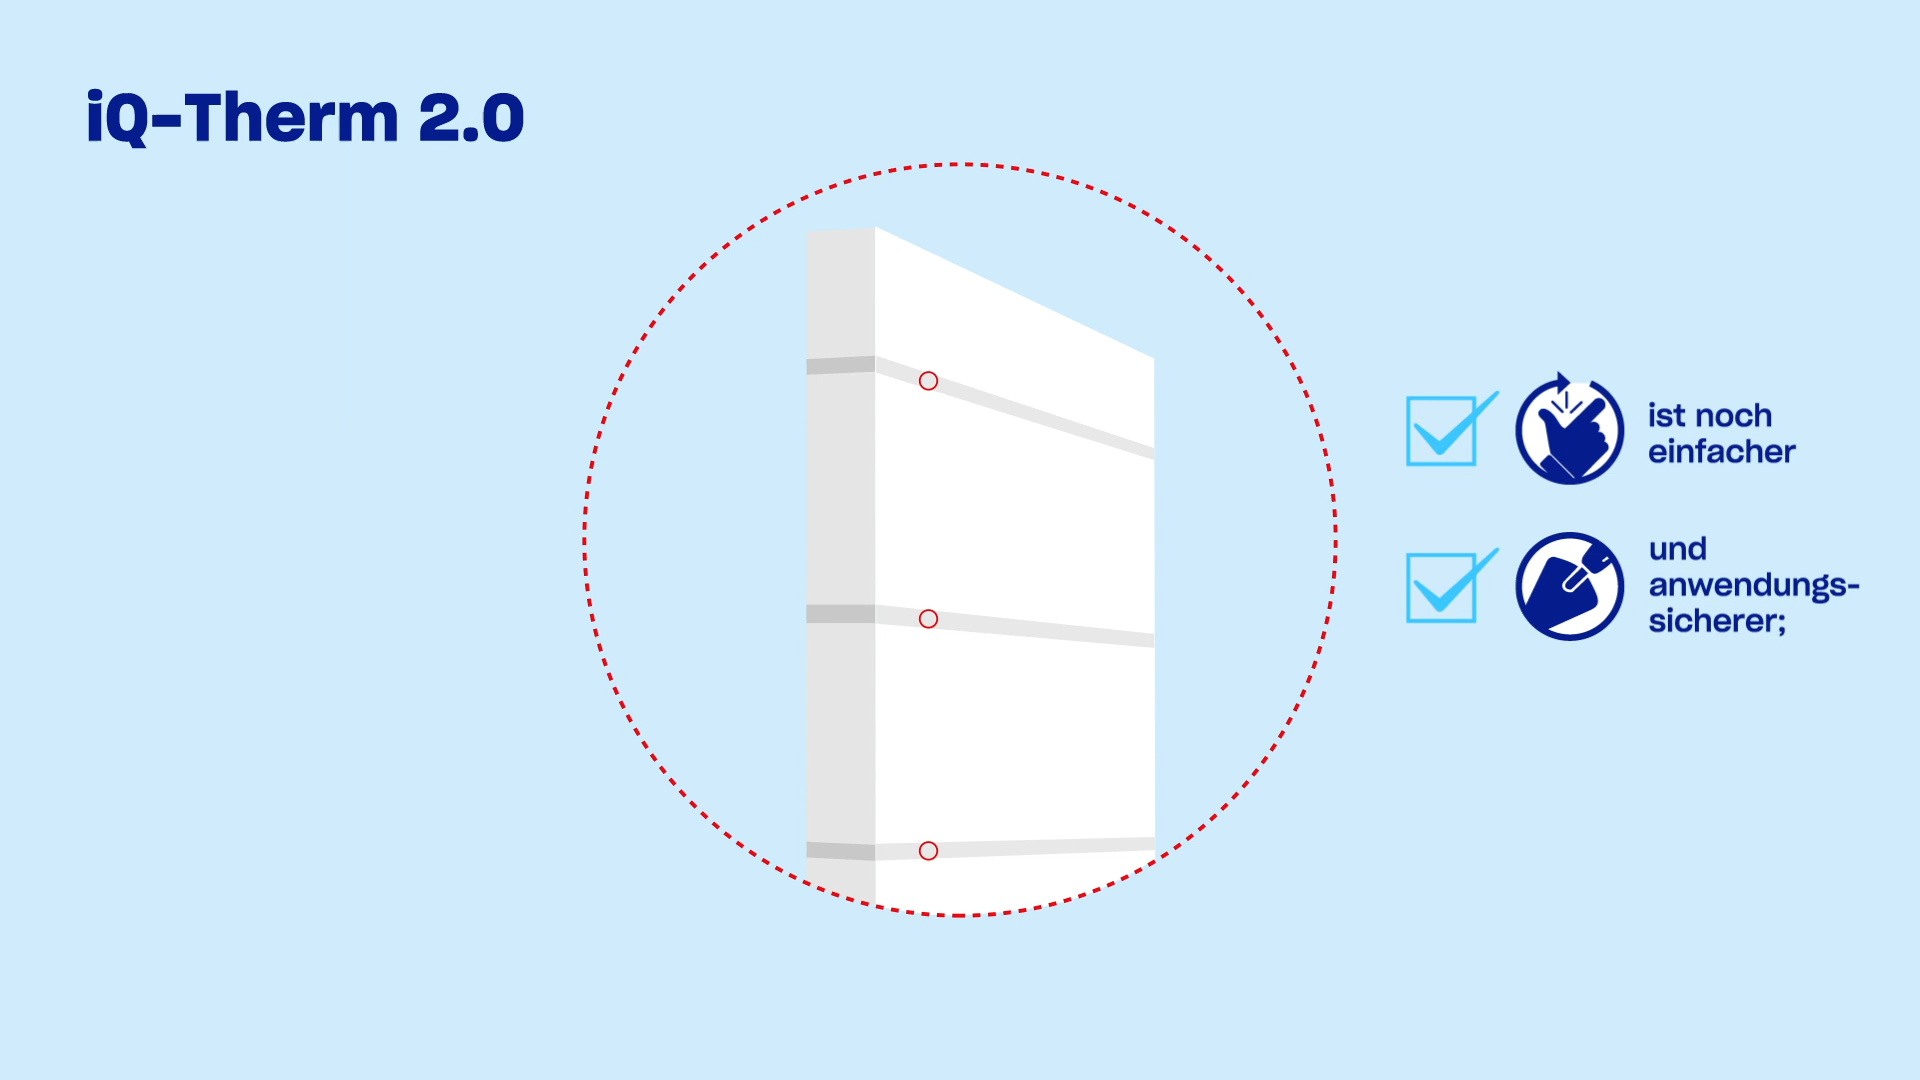 iQ-Therm 2.0
ist noch
einfacher
und
anwendungs-
sicherer;